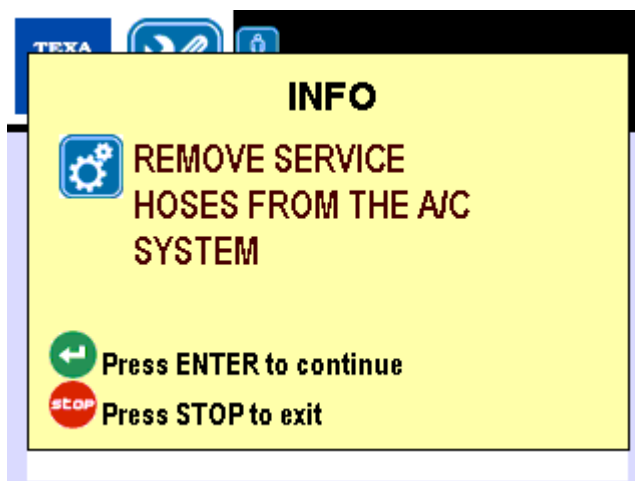 TEXA
INFO
REMOVE SERVICE
HOSES FROM THE A/C
SYSTEM
Press ENTER to continue
stop Press STOP to exit